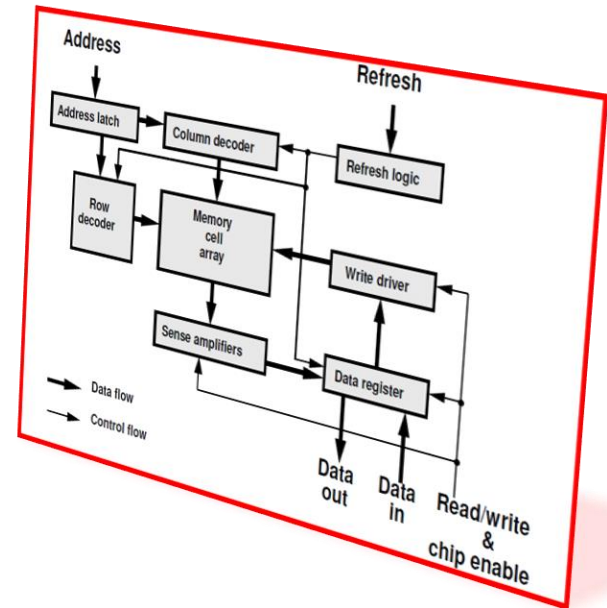 Address
Refresh
Address latch
Column decoder
Refresh logic
Row
decoder
Memory
cell
array
Write driver
Sense amplifiers
Data register
Data flow
Control flow
Data
out
Data
in
Read/write
&
chip enable